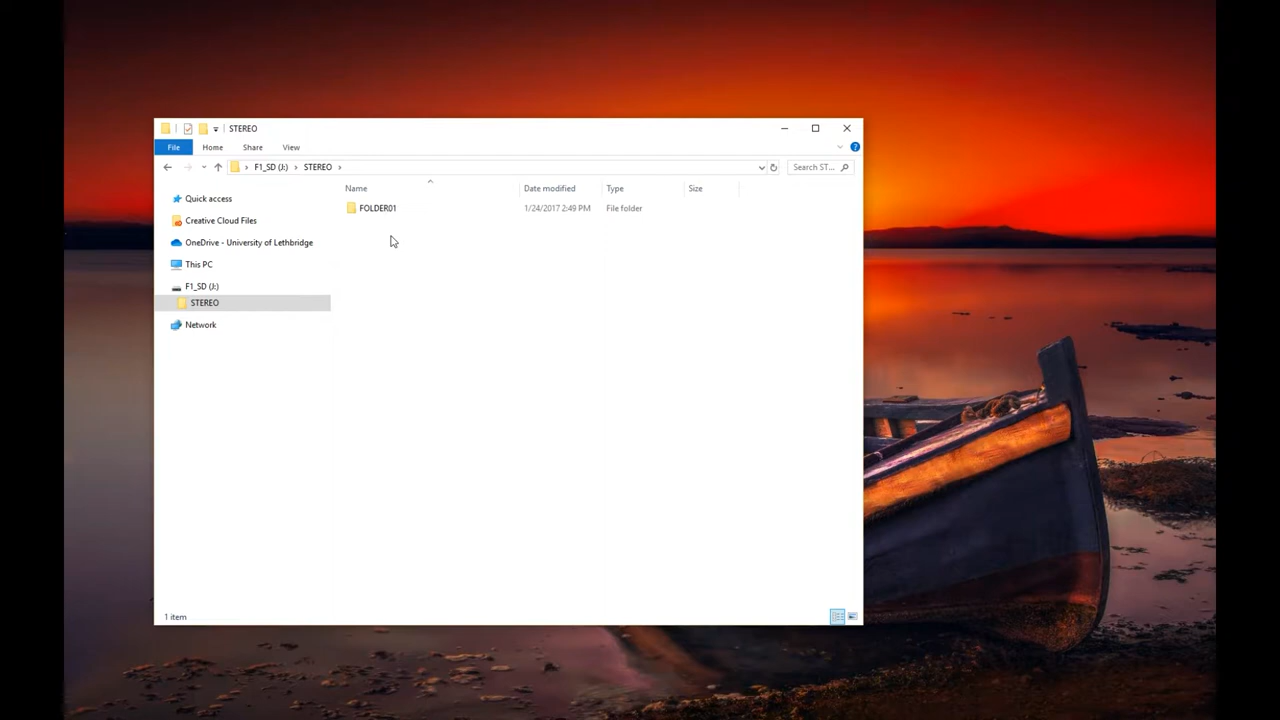 STEREO
File Home Share View
F1_SD (J:) STEREO Search ST...
Name Date modified Type Size
Quick access
FOLDER01 1/24/2017 2:49 PM File folder
Creative Cloud Files
OneDrive - University of Lethbridge
This PC
F1_SD (J:)
STEREO
Network
1 item